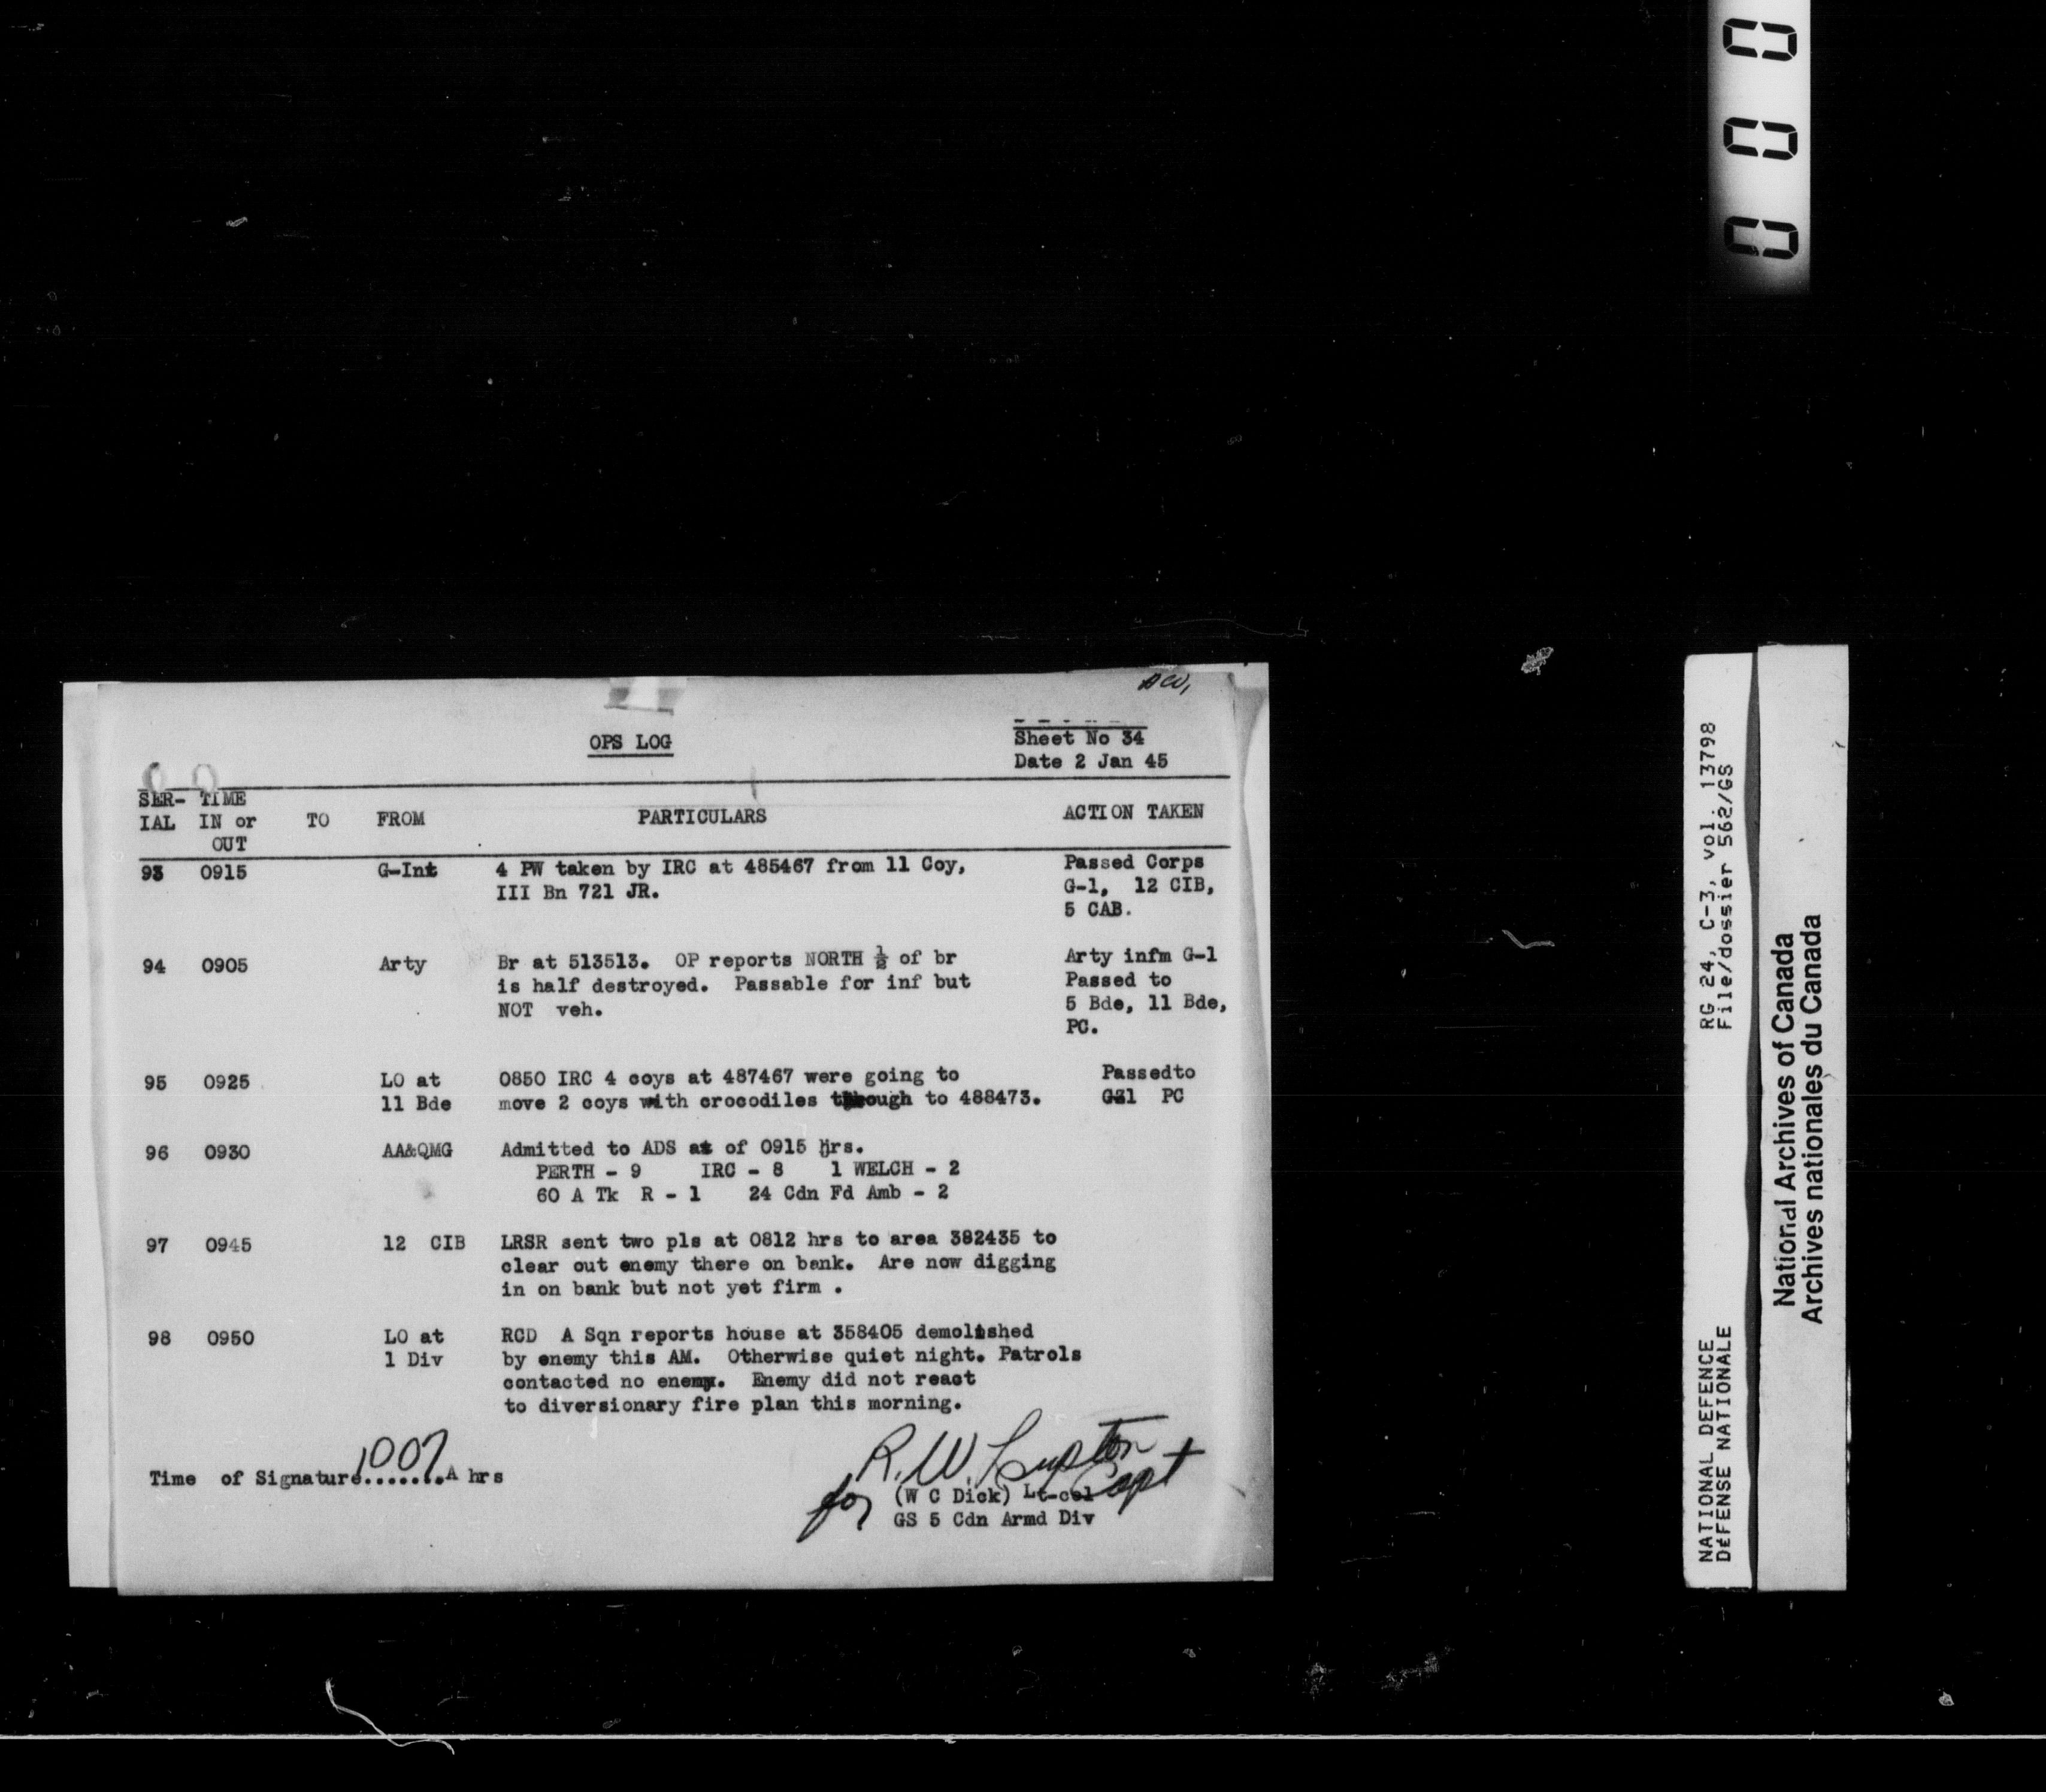 000
OPS LOG
Sheet No 34
Date 2 Jan 45
SER- TIME
IAL IN or TO FROM PARTICULARS ACTION TAKEN
OUT
93 0915 G-Int 4 PW taken by IRC at 485467 from 11 Coy, Passed Corps
III Bn 721 JR. G-1, 12 CIB,
5 CAB.
94 0905 Arty Br at 513513. OP reports NORTH ½ of br Arty infm G-1
is half destroyed. Passable for inf but Passed to
NOT veh. 5 Bde, 11 Bde,
PC.
95 0925 LO at 0850 IRC 4 coys at 487467 were going to Passedto
11 Bde move 2 coys with crocodiles through to 488473. PC
96 0930 AA&QMG Admitted to ADS as of 0915 hrs.
PERTH - 9 IRC - 8 1 WELCH - 2
60 A Tk R - 1 24 Cdn Fd Amb - 2
97 0945 12 CIB LRSR sent two pls at 0812 hrs to area 382435 to
clear out enemy there on bank. Are now digging
in on bank but not yet firm .
98 0950 LO at RCD A Sqn reports house at 358405 demolished
1 Div by enemy this AM. Otherwise quiet night. Patrols
contacted no enemy. Enemy did not react
to diversionary fire plan this morning.
Time of Signature.......A hrs 1007
R.W. Capt
for (W C Dick) Lt-col
GS 5 Cdn Armd Div
NATIONAL DEFENCE RG 24, C-3, vol. 13798
DÉFENSE NATIONALE File/dossier 562/GS
National Archives of Canada
Archives nationales du Canada